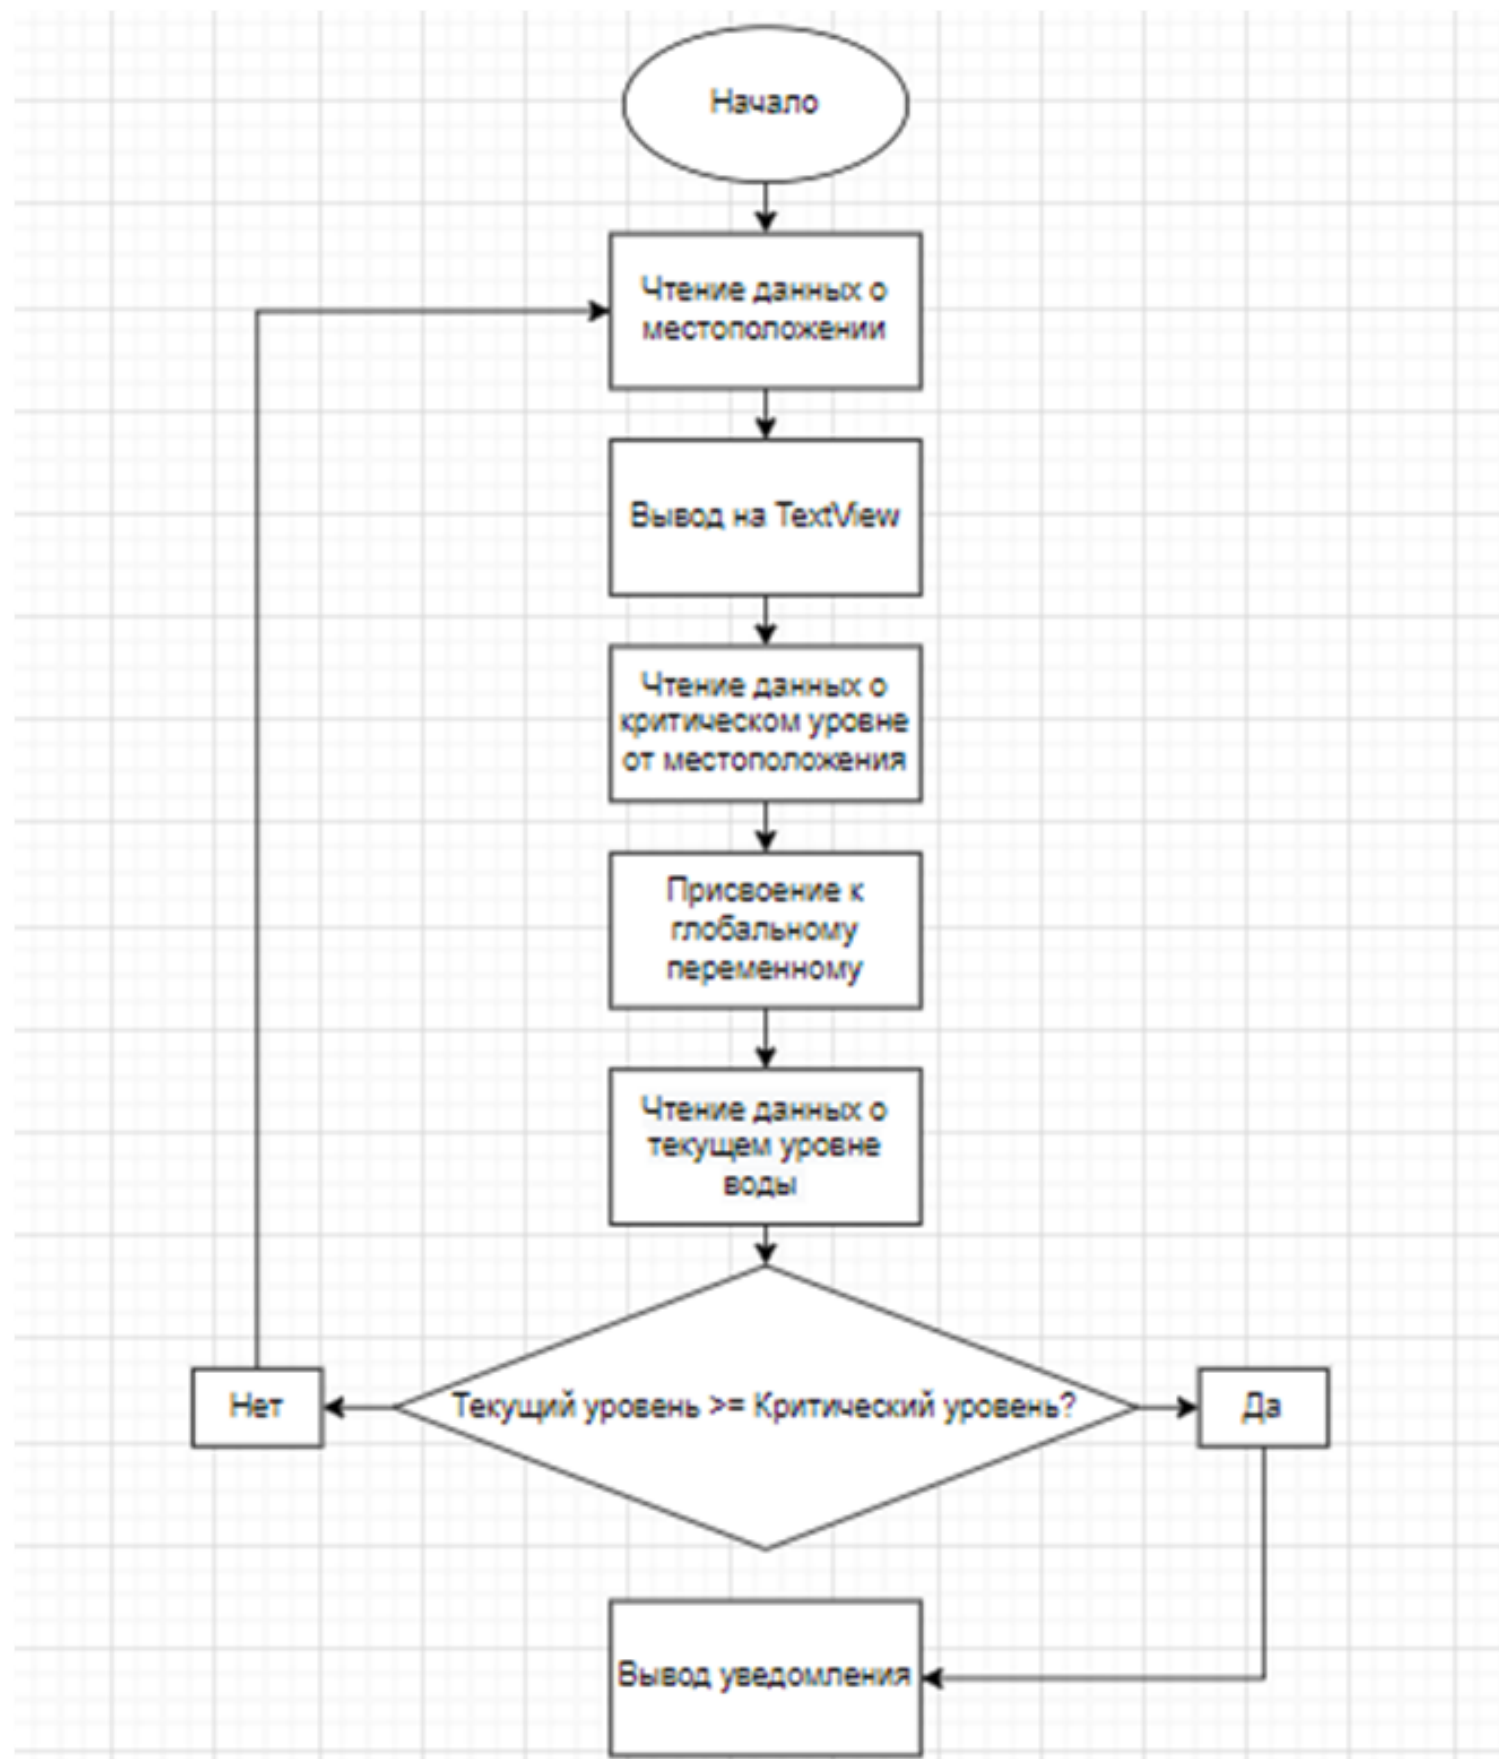 Начало
Чтение данных о
местоположении
Вывод на TextView
Чтение данных о
критическом уровне
от местоположения
Присвоение к
глобальному
переменному
Чтение данных о
текущем уровне
воды
Нет
Текущий уровень >= Критический уровень?
Да
Вывод уведомления